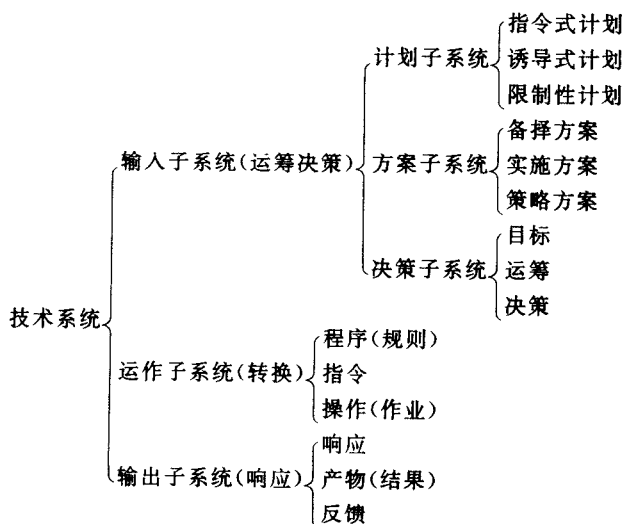 技术系统
输入子系统(运筹决策)
计划子系统
指令式计划
诱导式计划
限制性计划
方案子系统
备择方案
实施方案
策略方案
决策子系统
目标
运筹
决策
运作子系统(转换)
程序(规则)
指令
操作(作业)
输出子系统(响应)
响应
产物(结果)
反馈